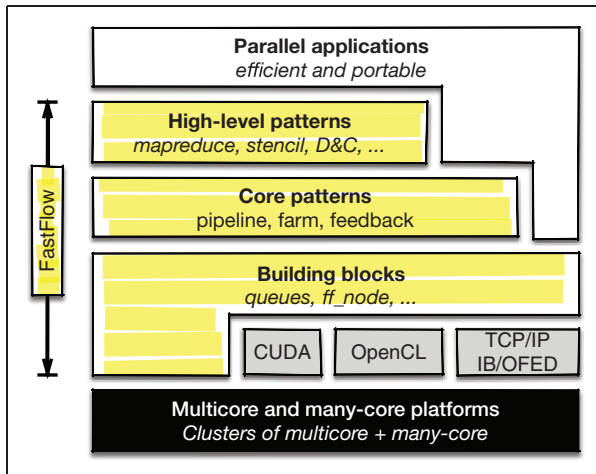 Parallel applications
efficient and portable
High-level patterns
mapreduce, stencil, D&C, ...
Core patterns
pipeline, farm, feedback
FastFlow
Building blocks
queues, ff_node, ...
CUDA
OpenCL
TCP/IP
IB/OFED
Multicore and many-core platforms
Clusters of multicore + many-core